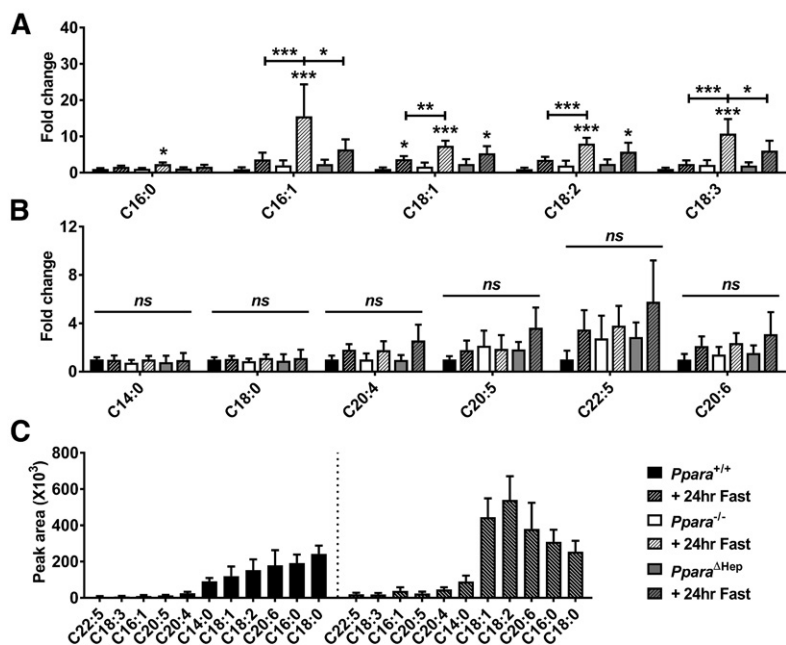 A
Fold change
40
30
20
10
0
*
***
***
*
*
**
***
*
***
***
*
***
***
*
C16:0
C16:1
C18:1
C18:2
C18:3
B
Fold change
12
8
4
0
ns
ns
ns
ns
ns
ns
C14:0
C18:0
C20:4
C20:5
C22:5
C20:6
C
Peak area (X10³)
800
600
400
200
0
C22:5
C18:3
C16:1
C20:5
C20:4
C14:0
C18:1
C18:2
C20:6
C16:0
C18:0
C22:5
C18:3
C16:1
C20:5
C20:4
C14:0
C18:1
C18:2
C20:6
C16:0
C18:0
Ppara+/+
+ 24hr Fast
Ppara-/-
+ 24hr Fast
PparaΔHep
+ 24hr Fast